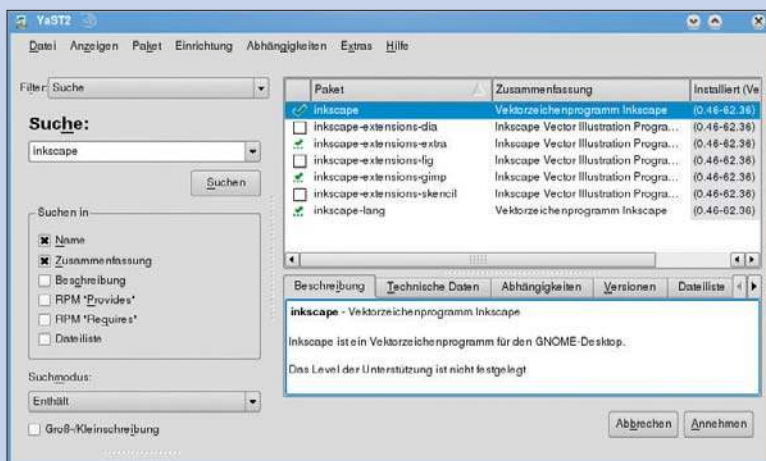 YaST2
Datei Anzeigen Paket Einrichtung Abhängigkeiten Extras Hilfe
Filter: Suche
Suche:
inkscape
Suchen
Suchen in
Name
Zusammenfassung
Beschreibung
RPM "Provides"
RPM "Requires"
Dateiliste
Suchmodus:
Enthält
Groß-/Kleinschreibung
Paket Zusammenfassung Installiert (Ve
inkscape Vektorzeichenprogramm Inkscape (0.46-62.36)
inkscape-extensions-dia Inkscape Vector Illustration Progra... (0.46-62.36)
inkscape-extensions-extra Inkscape Vector Illustration Progra... (0.46-62.36)
inkscape-extensions-fig Inkscape Vector Illustration Progra... (0.46-62.36)
inkscape-extensions-gimp Inkscape Vector Illustration Progra... (0.46-62.36)
inkscape-extensions-skencil Inkscape Vector Illustration Progra... (0.46-62.36)
inkscape-lang Vektorzeichenprogramm Inkscape (0.46-62.36)
Beschreibung Technische Daten Abhängigkeiten Versionen Dateiliste
inkscape - Vektorzeichenprogramm Inkscape
Inkscape ist ein Vektorzeichenprogramm für den GNOME-Desktop.
Das Level der Unterstützung ist nicht festgelegt
Abbrechen Annehmen